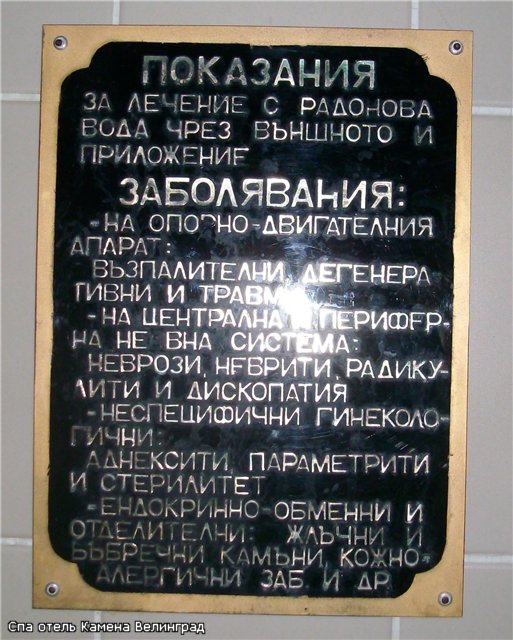 ПОКАЗАНИЯ
ЗА ЛЕЧЕНИЕ С РАДОНОВА
ВОДА ЧРЕЗ ВЪНШНОТО И
ПРИЛОЖЕНИЕ
ЗАБОЛЯВАНИЯ:
-НА ОПОРНО-ДВИГАТЕЛНИЯ
АПАРАТ:
ВЪЗПАЛИТЕЛНИ, ДЕГЕНЕРА
ТИВНИ И
-НА ЦЕНТРАЛНА ПЕРИФЕР-
НА НЕ ВНА СИСТЕМА:
НЕВРОЗИ, НЕВРИТИ, РАДИКУ-
ЛИТИ И ДИСКОПАТИЯ
-НЕСПЕЦИФИЧНИ ГИНЕКОЛО-
ГИЧНИ:
АДНЕКСИТИ, ПАРАМЕТРИТИ
И СТЕРИЛИТЕТ
-ЕНДОКРИННО-ОБМЕННИ И
ОТДЕЛИТЕЛНИ: ЖЛЪЧНИ И
БЪБРЕЧНИ КАМЪНИ, КОЖНО-
АЛЕРГИЧНИ ЗАБ. И ДР.
Спа отель Камена Велинград